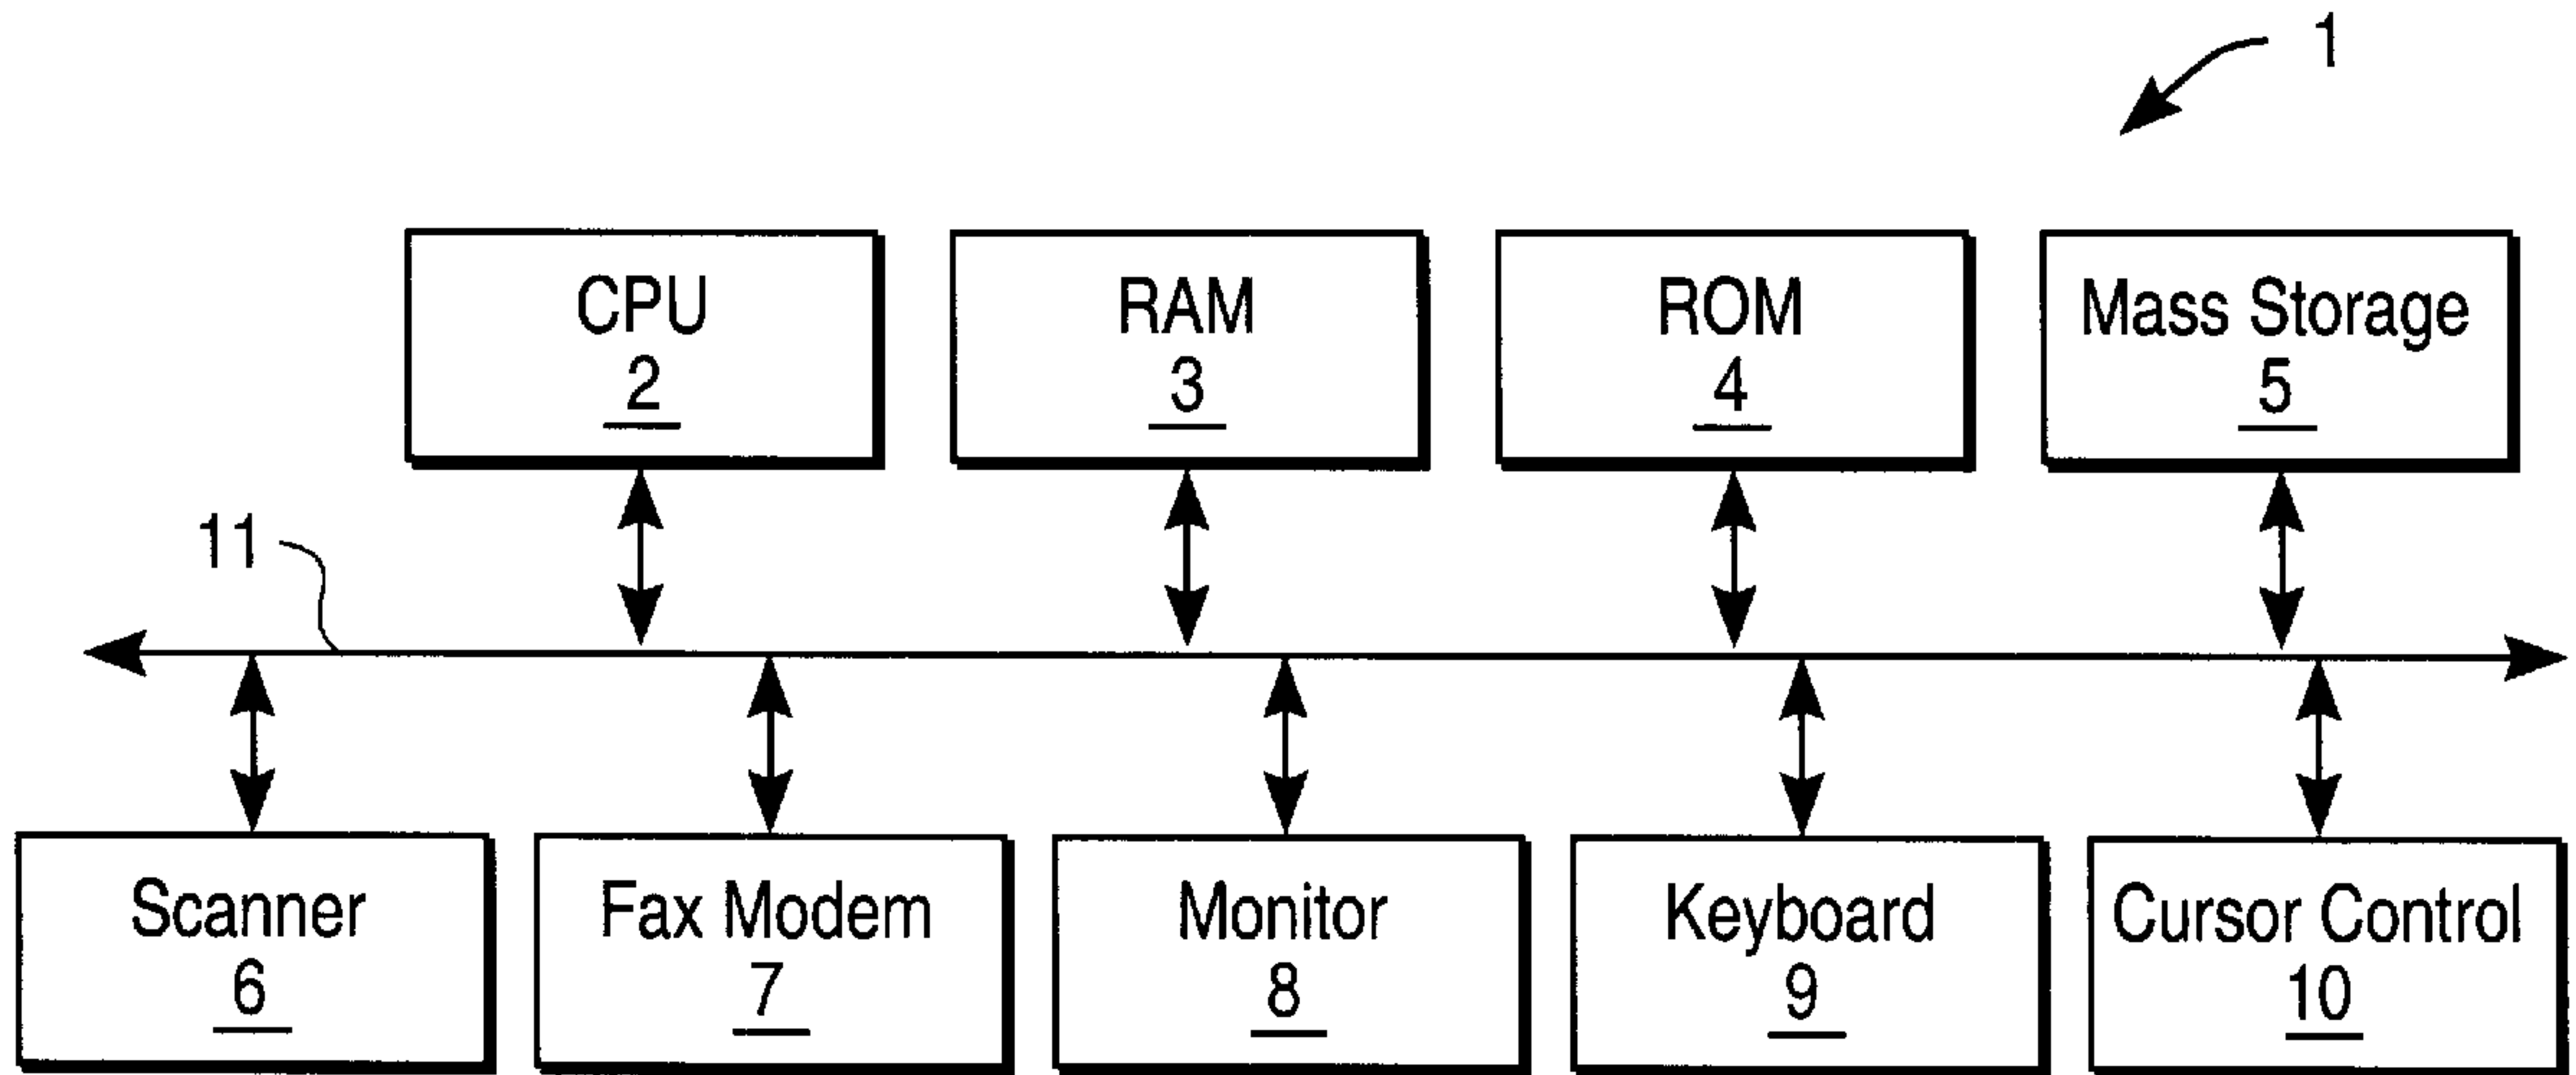 1
CPU
2
RAM
3
ROM
4
Mass Storage
5
11
Scanner
6
Fax Modem
7
Monitor
8
Keyboard
9
Cursor Control
10